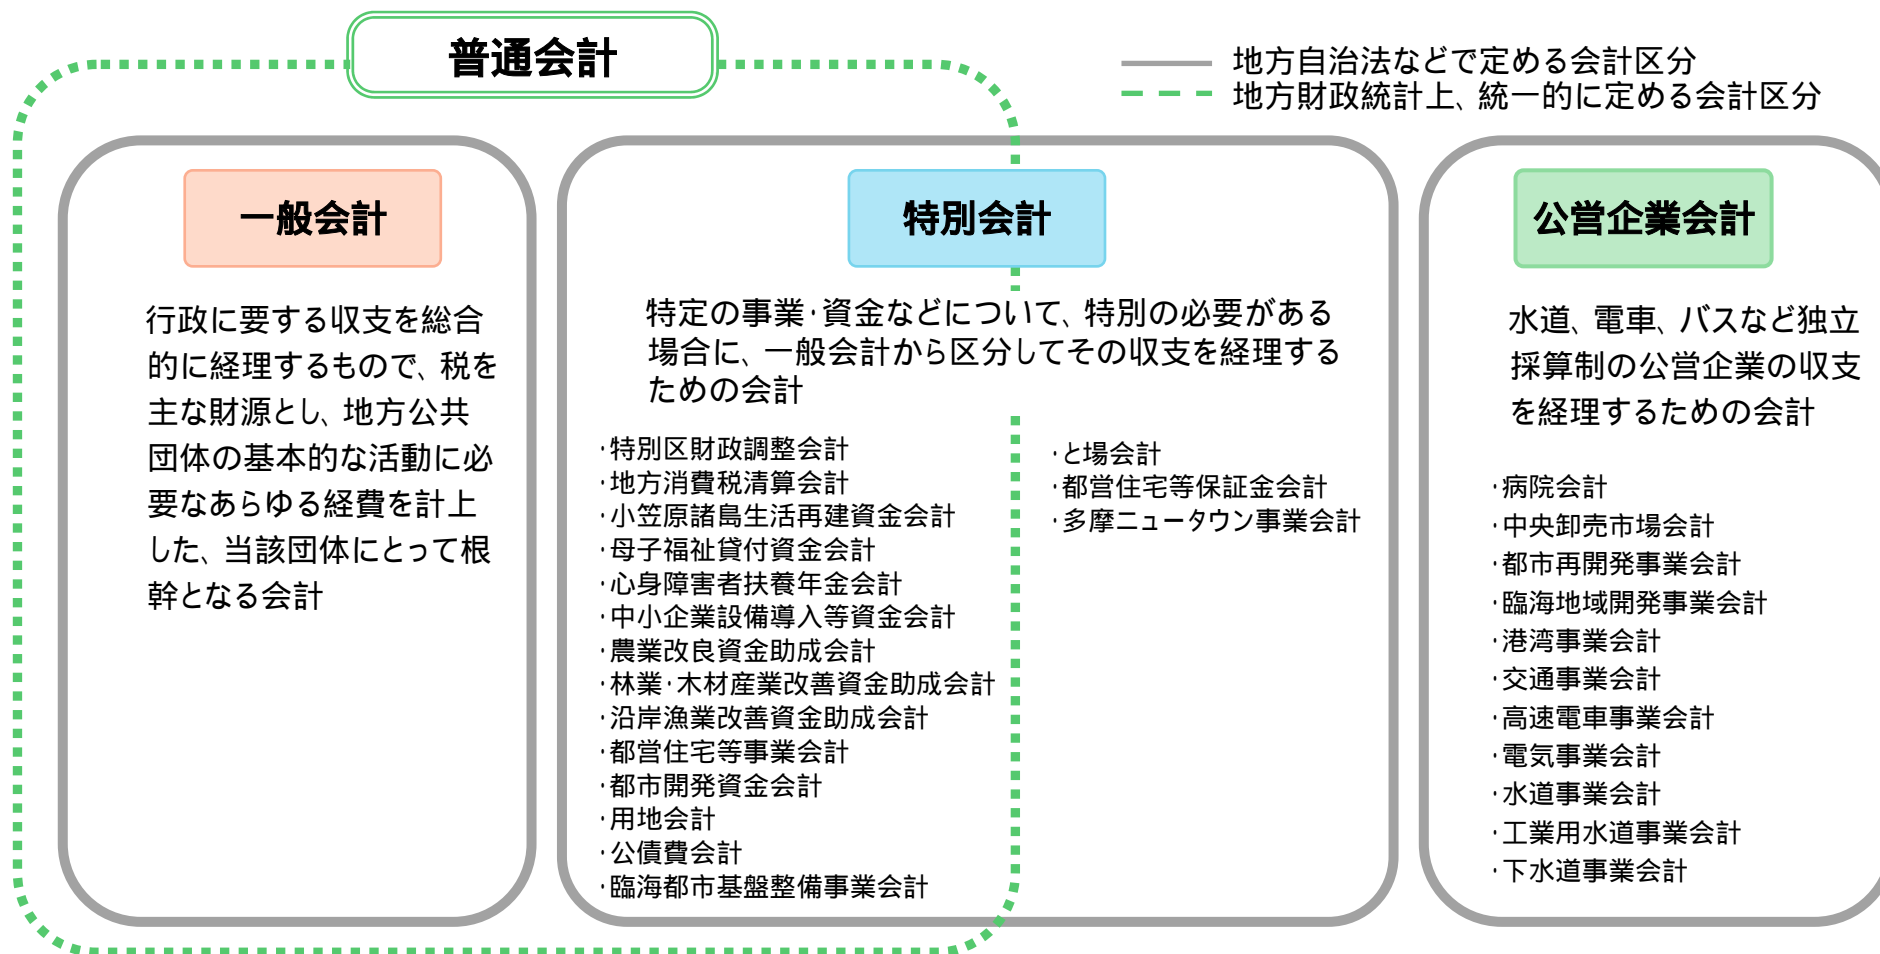 普通会計
地方自治法などで定める会計区分
地方財政統計上、統一的に定める会計区分
一般会計
行政に要する収支を総合
的に経理するもので、税を
主な財源とし、地方公共
団体の基本的な活動に必
要なあらゆる経費を計上
した、当該団体にとって根
幹となる会計
特別会計
特定の事業・資金などについて、特別の必要がある
場合に、一般会計から区分してその収支を経理する
ための会計
・特別区財政調整会計
・地方消費税清算会計
・小笠原諸島生活再建資金会計
・母子福祉貸付資金会計
・心身障害者扶養年金会計
・中小企業設備導入等資金会計
・農業改良資金助成会計
・林業・木材産業改善資金助成会計
・沿岸漁業改善資金助成会計
・都営住宅等事業会計
・都市開発資金会計
・用地会計
・公債費会計
・臨海都市基盤整備事業会計
・と場会計
・都営住宅等保証金会計
・多摩ニュータウン事業会計
公営企業会計
水道、電車、バスなど独立
採算制の公営企業の収支
を経理するための会計
・病院会計
・中央卸売市場会計
・都市再開発事業会計
・臨海地域開発事業会計
・港湾事業会計
・交通事業会計
・高速電車事業会計
・電気事業会計
・水道事業会計
・工業用水道事業会計
・下水道事業会計